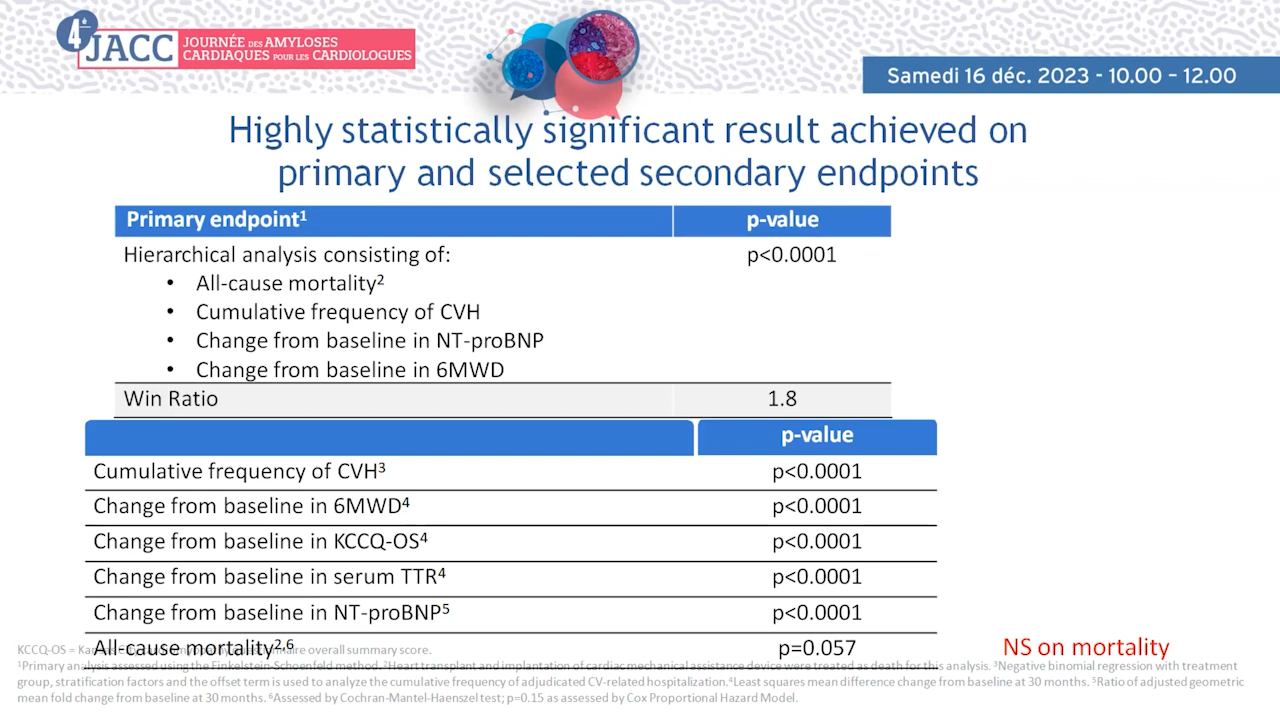 4e
JACC
JOURNÉE DES AMYLOSES
CARDIAQUES POUR LES CARDIOLOGUES
Samedi 16 déc. 2023 - 10.00 – 12.00
Highly statistically significant result achieved on
primary and selected secondary endpoints
Primary endpoint¹ p-value
Hierarchical analysis consisting of: p<0.0001
• All-cause mortality²
• Cumulative frequency of CVH
• Change from baseline in NT-proBNP
• Change from baseline in 6MWD
Win Ratio 1.8
p-value
Cumulative frequency of CVH³ p<0.0001
Change from baseline in 6MWD⁴ p<0.0001
Change from baseline in KCCQ-OS⁴ p<0.0001
Change from baseline in serum TTR⁴ p<0.0001
Change from baseline in NT-proBNP⁵ p<0.0001
All-cause mortality²,⁶ p=0.057 NS on mortality
KCCQ-OS = overall summary score.
¹Primary analysis assessed using the Finkelstein-Schoenfeld method. ²Heart transplant and implantation of cardiac mechanical assistance device were treated as death for this analysis. ³Negative binomial regression with treatment
group, stratification factors and the offset term is used to analyze the cumulative frequency of adjudicated CV-related hospitalization.⁴Least squares mean difference change from baseline at 30 months. ⁵Ratio of adjusted geometric
mean fold change from baseline at 30 months. ⁶Assessed by Cochran-Mantel-Haenszel test; p=0.15 as assessed by Cox Proportional Hazard Model.